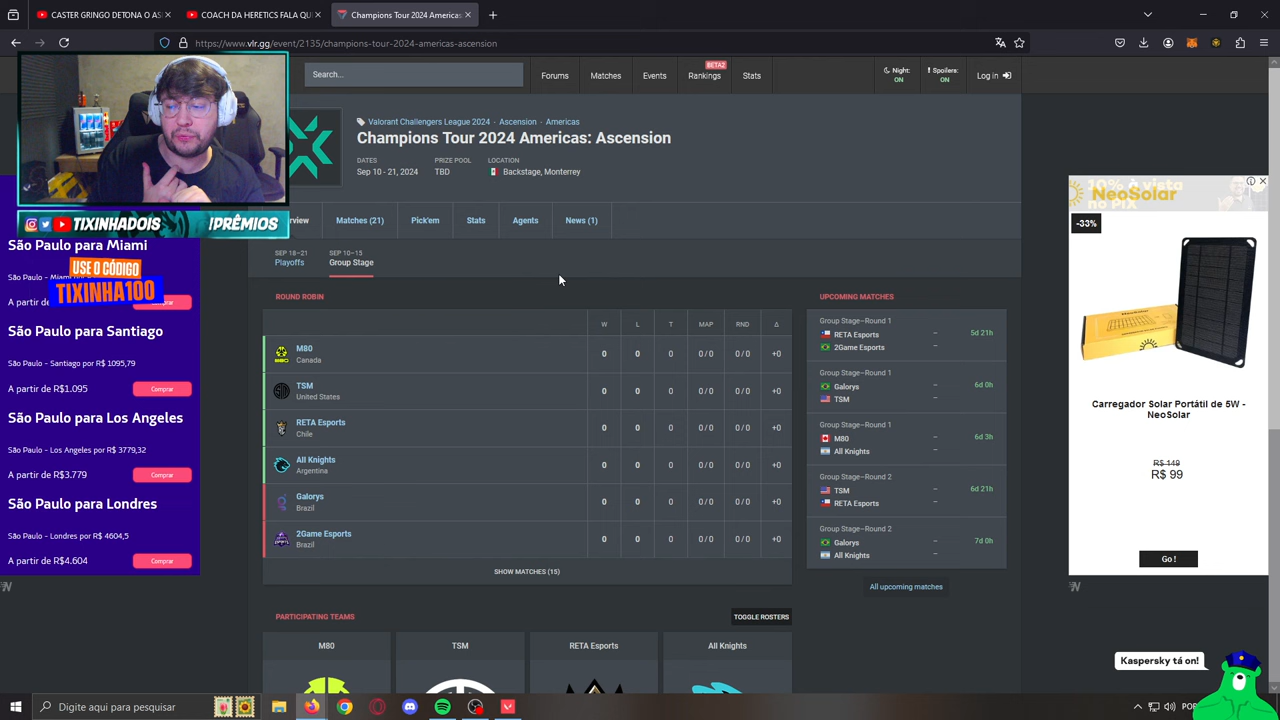 CASTER GRINGO DETONA O AS
COACH DA HERETICS FALA QU
Champions Tour 2024 Americas
https://www.vlr.gg/event/2135/champions-tour-2024-americas-ascension
Search...
Forums
Matches
Events
BETA2
Rankings
Stats
Night: ON
Spoilers: ON
Log in
Valorant Challengers League 2024
Ascension
Americas
Champions Tour 2024 Americas: Ascension
DATES
PRIZE POOL
LOCATION
Sep 10 - 21, 2024
TBD
Backstage, Monterrey
TIXINHADOIS
!PRÊMIOS
rview
Matches (21)
Pick'em
Stats
Agents
News (1)
SEP 18–21
Playoffs
SEP 10–15
Group Stage
São Paulo para Miami
São Paulo - Miam
A partir de R$
Comprar
USE O CÓDIGO
TIXINHA100
São Paulo para Santiago
São Paulo - Santiago por R$ 1095,79
A partir de R$1.095
Comprar
São Paulo para Los Angeles
São Paulo - Los Angeles por R$ 3779,32
A partir de R$3.779
Comprar
São Paulo para Londres
São Paulo - Londres por R$ 4604,5
A partir de R$4.604
Comprar
ROUND ROBIN
W L T MAP RND Δ
M80
Canada
0 0 0 0 / 0 0 / 0 +0
TSM
United States
0 0 0 0 / 0 0 / 0 +0
RETA Esports
Chile
0 0 0 0 / 0 0 / 0 +0
All Knights
Argentina
0 0 0 0 / 0 0 / 0 +0
Galorys
Brazil
0 0 0 0 / 0 0 / 0 +0
2Game Esports
Brazil
0 0 0 0 / 0 0 / 0 +0
SHOW MATCHES (15)
PARTICIPATING TEAMS
TOGGLE ROSTERS
M80
TSM
RETA Esports
All Knights
UPCOMING MATCHES
Group Stage–Round 1
RETA Esports – 5d 21h
2Game Esports –
Group Stage–Round 1
Galorys – 6d 0h
TSM –
Group Stage–Round 1
M80 – 6d 3h
All Knights –
Group Stage–Round 2
TSM – 6d 21h
RETA Esports –
Group Stage–Round 2
Galorys – 7d 0h
All Knights –
All upcoming matches
10% à vista
no PIX
NeoSolar
-33%
Carregador Solar Portátil de 5W -
NeoSolar
R$ 149
R$ 99
Go !
Kaspersky tá on!
Digite aqui para pesquisar
POR